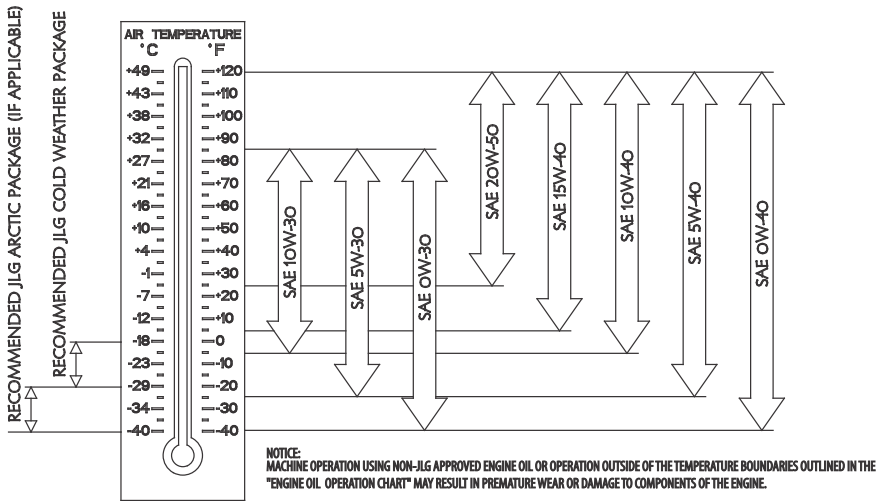 RECOMMENDED JLG ARCTIC PACKAGE (IF APPLICABLE)
RECOMMENDED JLG COLD WEATHER PACKAGE
AIR TEMPERATURE
°C °F
+49 +120
+43 +110
+38 +100
+32 +90
+27 +80
+21 +70
+16 +60
+10 +50
+4 +40
-1 +30
-7 +20
-12 +10
-18 0
-23 -10
-29 -20
-34 -30
-40 -40
SAE 10W-30
SAE 5W-30
SAE 0W-30
SAE 20W-50
SAE 15W-40
SAE 10W-40
SAE 5W-40
SAE 0W-40
NOTICE:
MACHINE OPERATION USING NON-JLG APPROVED ENGINE OIL OR OPERATION OUTSIDE OF THE TEMPERATURE BOUNDARIES OUTLINED IN THE
"ENGINE OIL OPERATION CHART" MAY RESULT IN PREMATURE WEAR OR DAMAGE TO COMPONENTS OF THE ENGINE.